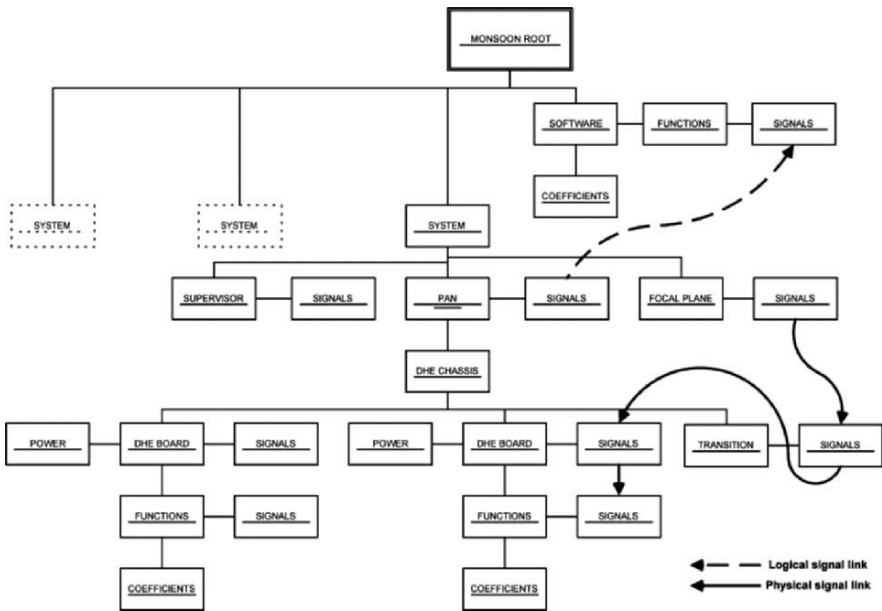 MONSOON ROOT
SOFTWARE
FUNCTIONS
SIGNALS
COEFFICIENTS
SYSTEM
SYSTEM
SYSTEM
SUPERVISOR
SIGNALS
PAN
SIGNALS
FOCAL PLANE
SIGNALS
DHE CHASSIS
POWER
DHE BOARD
SIGNALS
POWER
DHE BOARD
SIGNALS
TRANSITION
SIGNALS
FUNCTIONS
SIGNALS
FUNCTIONS
SIGNALS
COEFFICIENTS
COEFFICIENTS
Logical signal link
Physical signal link